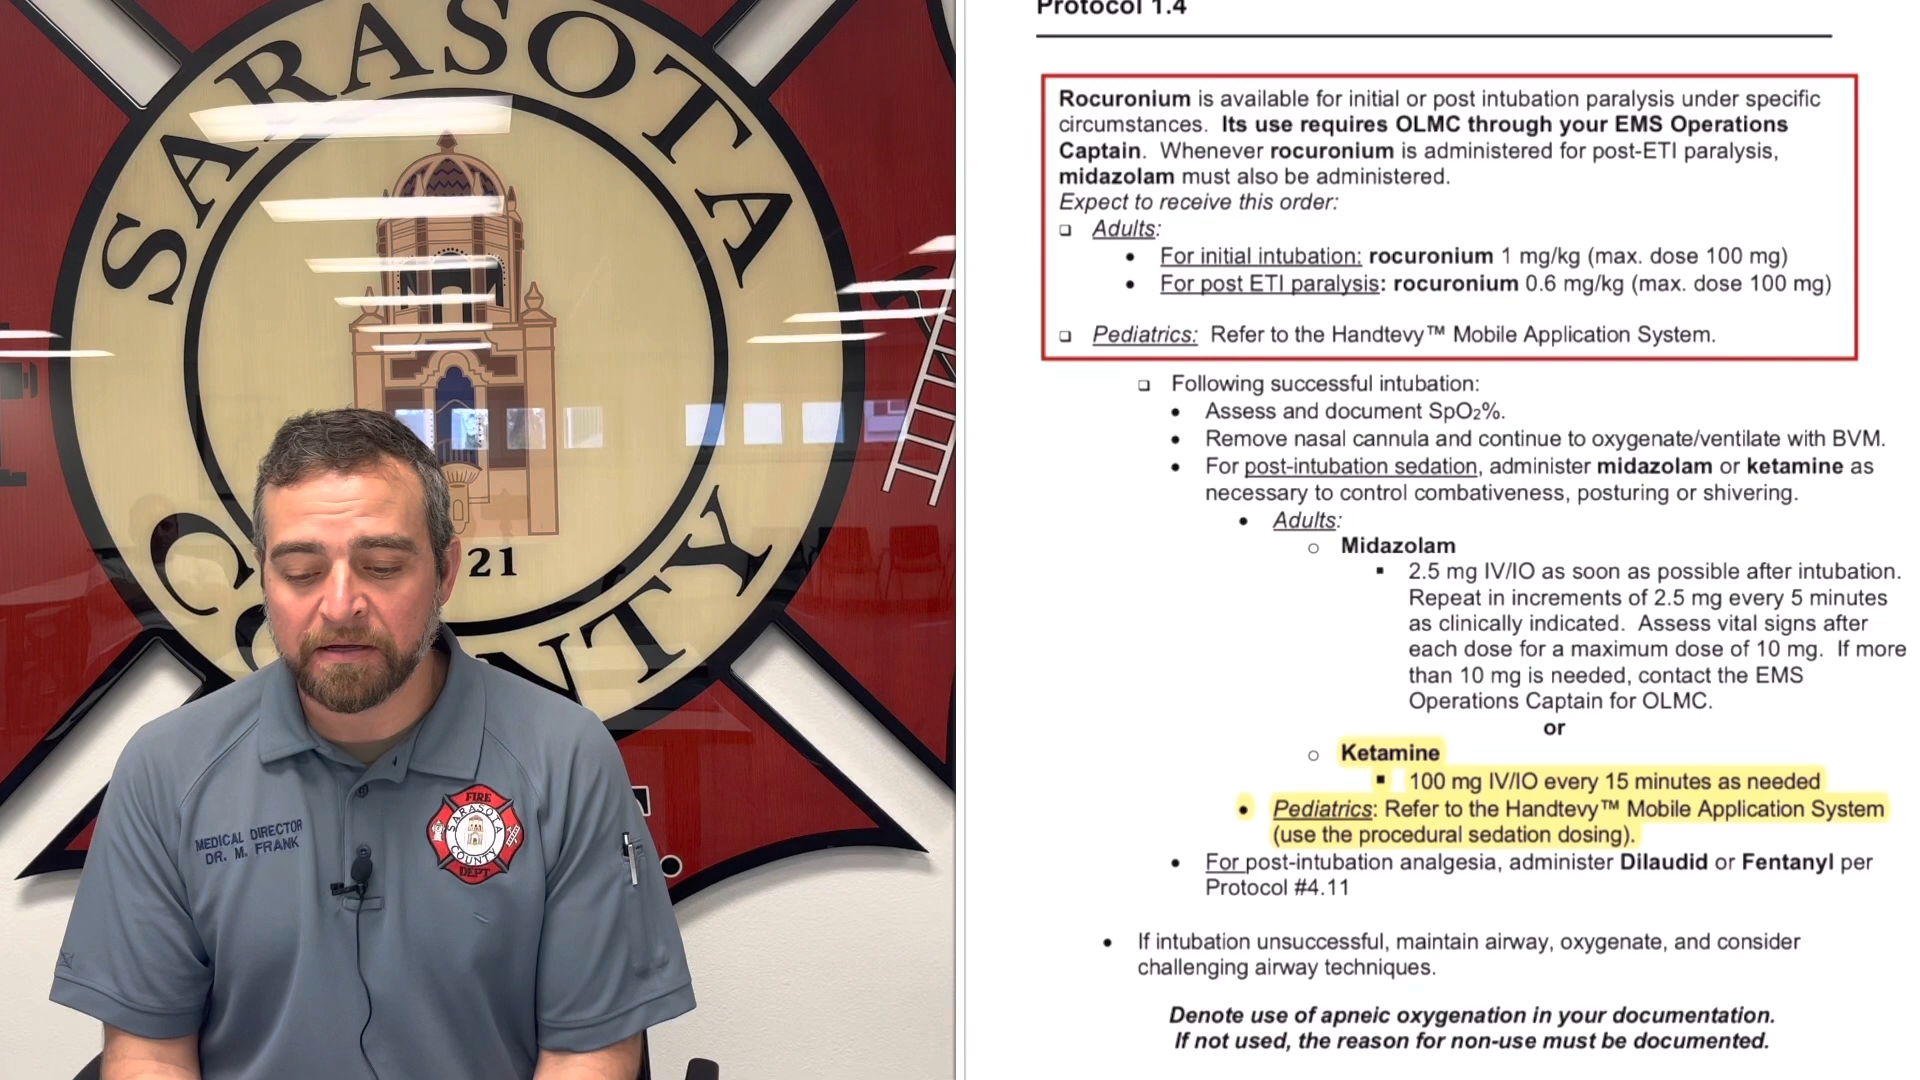 SARASOTA
COUNTY
21
MEDICAL DIRECTOR
DR. M. FRANK
FIRE
SARASOTA
COUNTY
DEPT
Protocol 1.4
Rocuronium is available for initial or post intubation paralysis under specific
circumstances. Its use requires OLMC through your EMS Operations
Captain. Whenever rocuronium is administered for post-ETI paralysis,
midazolam must also be administered.
Expect to receive this order:
❑ Adults:
• For initial intubation: rocuronium 1 mg/kg (max. dose 100 mg)
• For post ETI paralysis: rocuronium 0.6 mg/kg (max. dose 100 mg)
❑ Pediatrics: Refer to the Handtevy™ Mobile Application System.
❑ Following successful intubation:
• Assess and document SpO₂%.
• Remove nasal cannula and continue to oxygenate/ventilate with BVM.
• For post-intubation sedation, administer midazolam or ketamine as
necessary to control combativeness, posturing or shivering.
• Adults:
o Midazolam
▪ 2.5 mg IV/IO as soon as possible after intubation.
Repeat in increments of 2.5 mg every 5 minutes
as clinically indicated. Assess vital signs after
each dose for a maximum dose of 10 mg. If more
than 10 mg is needed, contact the EMS
Operations Captain for OLMC.
or
o Ketamine
▪ 100 mg IV/IO every 15 minutes as needed
• Pediatrics: Refer to the Handtevy™ Mobile Application System
(use the procedural sedation dosing).
• For post-intubation analgesia, administer Dilaudid or Fentanyl per
Protocol #4.11
• If intubation unsuccessful, maintain airway, oxygenate, and consider
challenging airway techniques.
Denote use of apneic oxygenation in your documentation.
If not used, the reason for non-use must be documented.